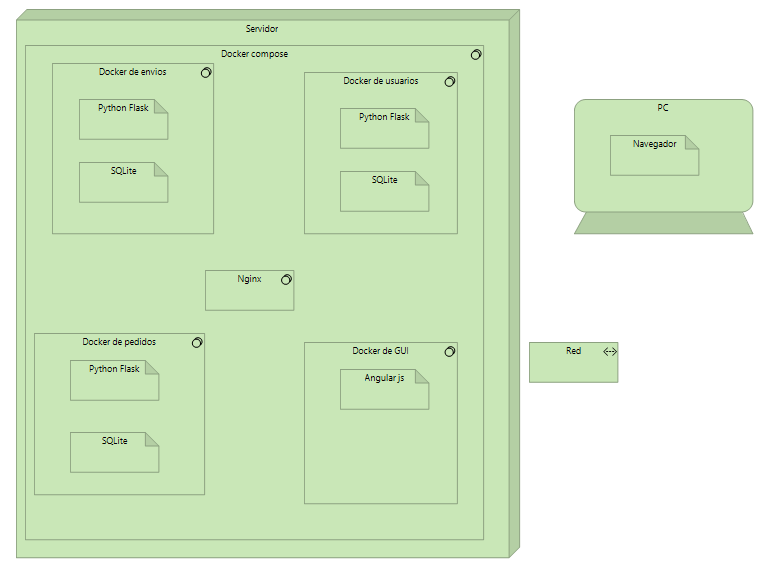 Servidor
Docker compose
Docker de envios
Python Flask
SQLite
Docker de usuarios
Python Flask
SQLite
Nginx
Docker de pedidos
Python Flask
SQLite
Docker de GUI
Angular js
PC
Navegador
Red